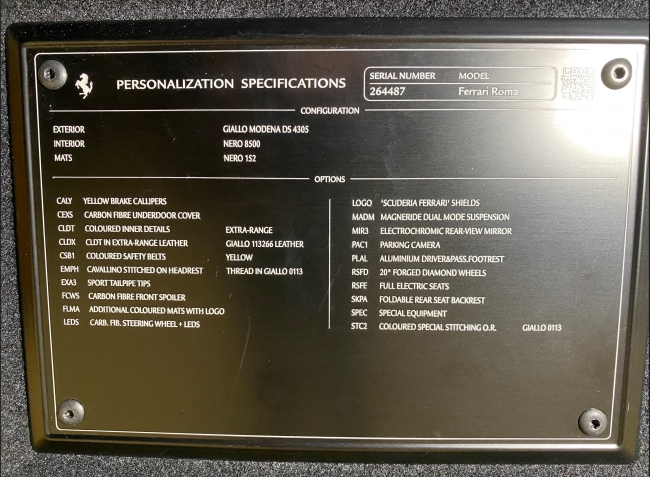 PERSONALIZATION SPECIFICATIONS
SERIAL NUMBER MODEL
264487 Ferrari Roma
CONFIGURATION
EXTERIOR GIALLO MODENA DS 4305
INTERIOR NERO 8500
MATS NERO 152
OPTIONS
CALY YELLOW BRAKE CALLIPERS
CEXS CARBON FIBRE UNDERDOOR COVER
CLDT COLOURED INNER DETAILS EXTRA-RANGE
CLDX CLDT IN EXTRA-RANGE LEATHER GIALLO 113266 LEATHER
CSB1 COLOURED SAFETY BELTS YELLOW
EMPH CAVALLINO STITCHED ON HEADREST THREAD IN GIALLO 0113
EXA3 SPORT TAILPIPE TIPS
FCWS CARBON FIBRE FRONT SPOILER
FLMA ADDITIONAL COLOURED MATS WITH LOGO
LEDS CARB. FIB. STEERING WHEEL + LEDS
LOGO 'SCUDERIA FERRARI' SHIELDS
MADM MAGNERIDE DUAL MODE SUSPENSION
MIR3 ELECTROCHROMIC REAR-VIEW MIRROR
PAC1 PARKING CAMERA
PLAL ALUMINIUM DRIVER&PASS.FOOTREST
RSFD 20" FORGED DIAMOND WHEELS
RSFE FULL ELECTRIC SEATS
SKPA FOLDABLE REAR SEAT BACKREST
SPEC SPECIAL EQUIPMENT
STC2 COLOURED SPECIAL STITCHING O.R. GIALLO 0113